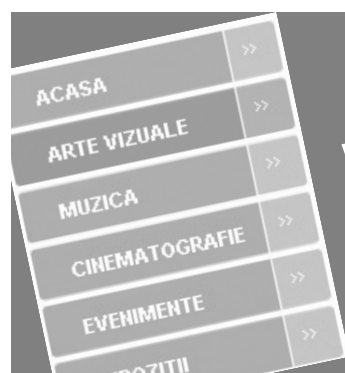 ACASA >>
ARTE VIZUALE >>
MUZICA >>
CINEMATOGRAFIE >>
EVENIMENTE >>
>>